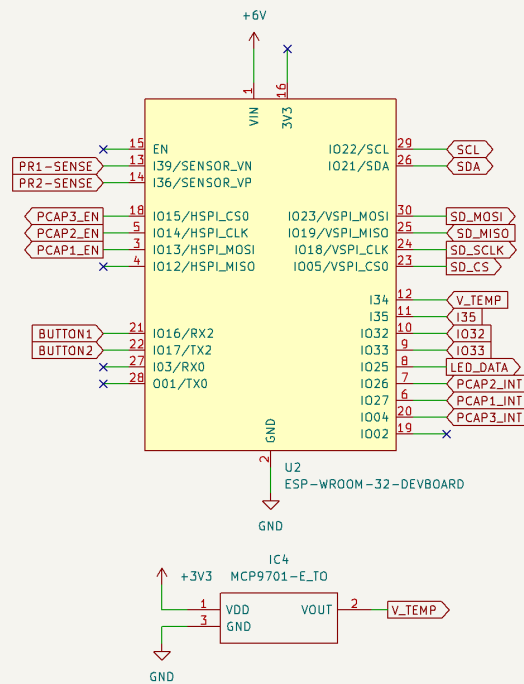 +6V
1
16
VIN
3V3
15 EN IO22/SCL 29 SCL
PR1-SENSE 13 I39/SENSOR_VN IO21/SDA 26 SDA
PR2-SENSE 14 I36/SENSOR_VP
PCAP3_EN 18 IO15/HSPI_CS0 IO23/VSPI_MOSI 30 SD_MOSI
PCAP2_EN 5 IO14/HSPI_CLK IO19/VSPI_MISO 25 SD_MISO
PCAP1_EN 3 IO13/HSPI_MOSI IO18/VSPI_CLK 24 SD_SCLK
4 IO12/HSPI_MISO IO05/VSPI_CS0 23 SD_CS
I34 12 V_TEMP
I35 11 I35
BUTTON1 21 IO16/RX2 IO32 10 IO32
BUTTON2 22 IO17/TX2 IO33 9 IO33
27 IO3/RX0 IO25 8 LED_DATA
28 O01/TX0 IO26 7 PCAP2_INT
IO27 6 PCAP1_INT
IO04 20 PCAP3_INT
IO02 19
GND
2
U2
ESP-WROOM-32-DEVBOARD
GND
IC4
+3V3 MCP9701-E_TO
1 VDD VOUT 2 V_TEMP
3 GND
GND